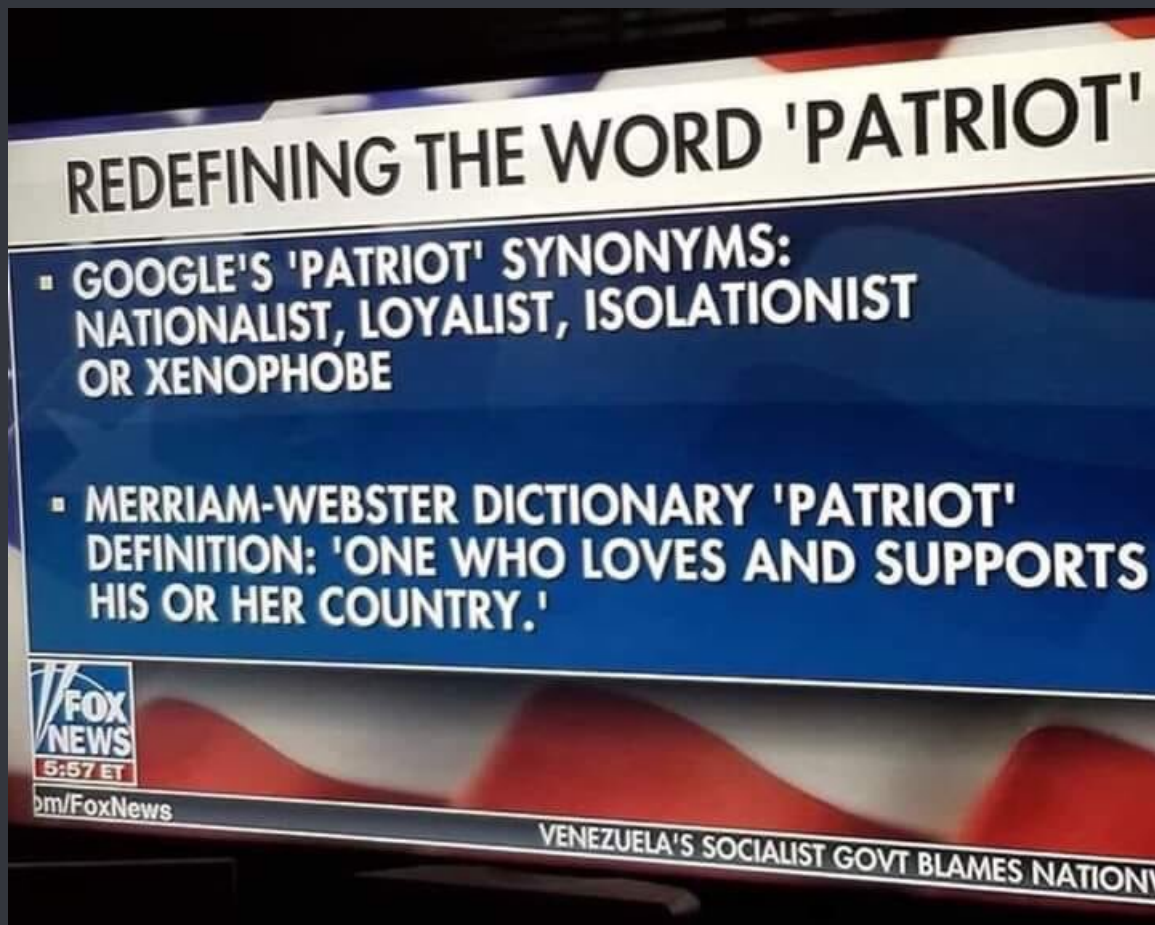 REDEFINING THE WORD 'PATRIOT'
▪ GOOGLE'S 'PATRIOT' SYNONYMS:
NATIONALIST, LOYALIST, ISOLATIONIST
OR XENOPHOBE
▪ MERRIAM-WEBSTER DICTIONARY 'PATRIOT'
DEFINITION: 'ONE WHO LOVES AND SUPPORTS
HIS OR HER COUNTRY.'
FOX
NEWS
5:57 ET
om/FoxNews
VENEZUELA'S SOCIALIST GOVT BLAMES NATION